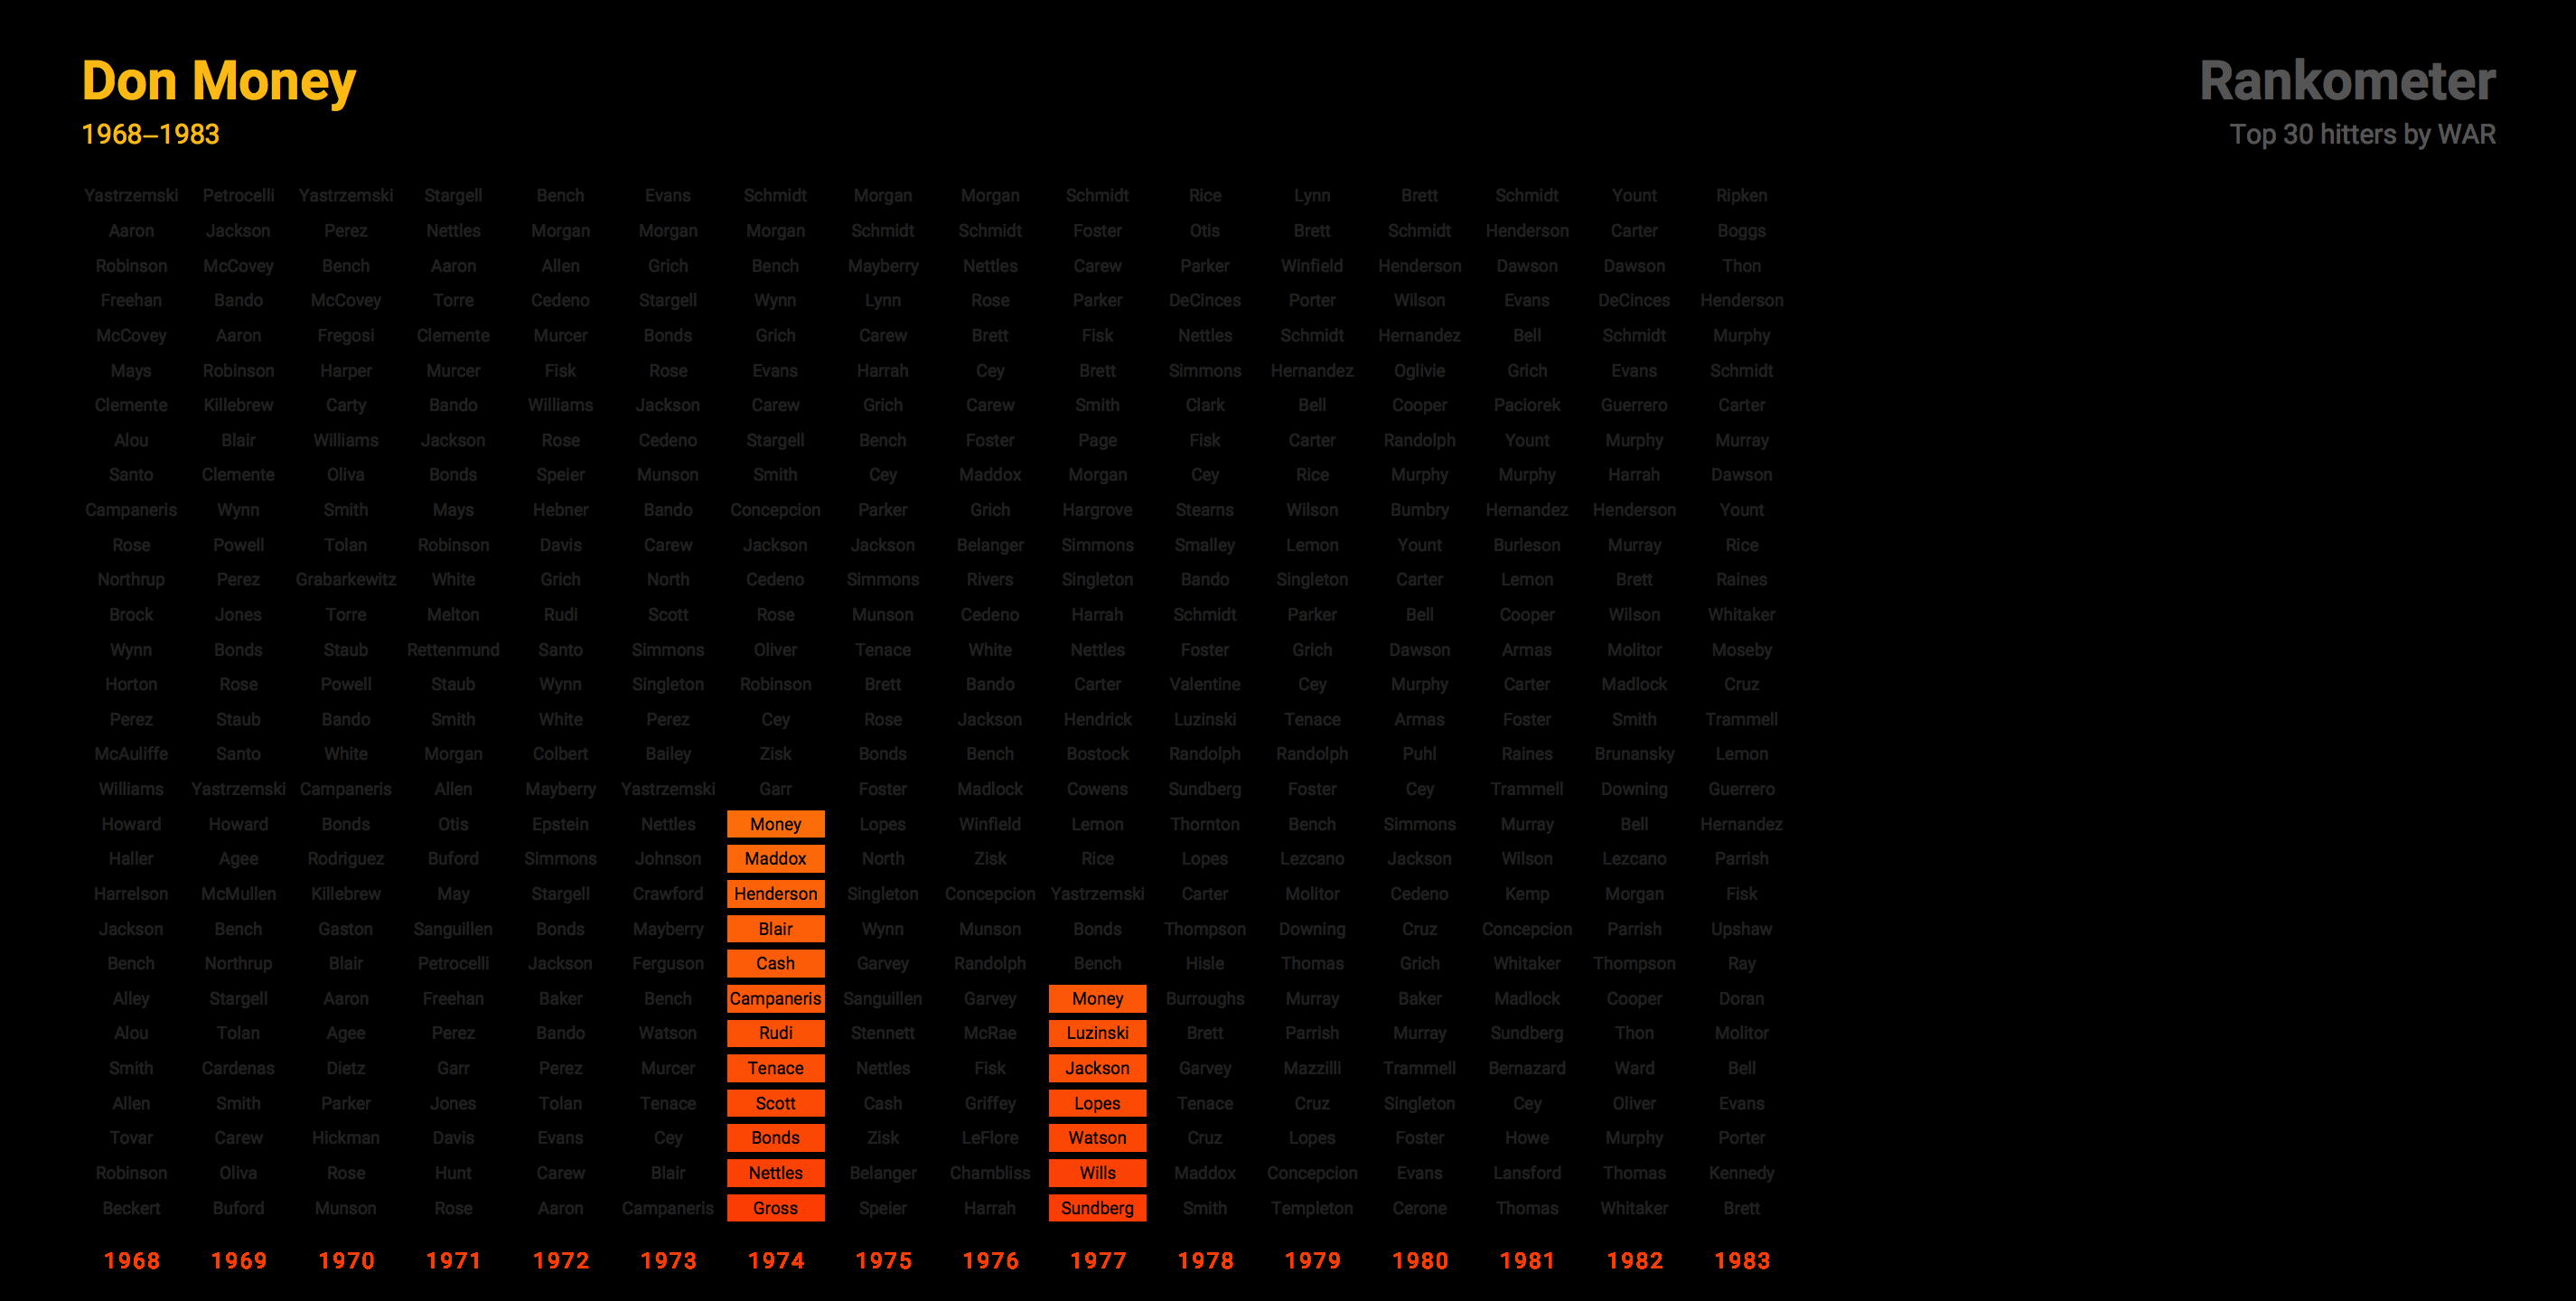 Don Money
Rankometer
1968–1983
Top 30 hitters by WAR
Yastrzemski Petrocelli Yastrzemski Stargell Bench Evans Schmidt Morgan Morgan Schmidt Rice Lynn Brett Schmidt Yount Ripken
Aaron Jackson Perez Nettles Morgan Morgan Morgan Schmidt Schmidt Foster Otis Brett Schmidt Henderson Carter Boggs
Robinson McCovey Bench Aaron Allen Grich Bench Mayberry Nettles Carew Parker Winfield Henderson Dawson Dawson Thon
Freehan Bando McCovey Torre Cedeno Stargell Wynn Lynn Rose Parker DeCinces Porter Wilson Evans DeCinces Henderson
McCovey Aaron Fregosi Clemente Murcer Bonds Grich Carew Brett Fisk Nettles Schmidt Hernandez Bell Schmidt Murphy
Mays Robinson Harper Murcer Fisk Rose Evans Harrah Cey Brett Simmons Hernandez Oglivie Grich Evans Schmidt
Clemente Killebrew Carty Bando Williams Jackson Carew Grich Carew Smith Clark Bell Cooper Paciorek Guerrero Carter
Alou Blair Williams Jackson Rose Cedeno Stargell Bench Foster Page Fisk Carter Randolph Yount Murphy Murray
Santo Clemente Oliva Bonds Speier Munson Smith Cey Maddox Morgan Cey Rice Murphy Murphy Harrah Dawson
Campaneris Wynn Smith Mays Hebner Bando Concepcion Parker Grich Hargrove Stearns Wilson Bumbry Hernandez Henderson Yount
Rose Powell Tolan Robinson Davis Carew Jackson Jackson Belanger Simmons Smalley Lemon Yount Burleson Murray Rice
Northrup Perez Grabarkewitz White Grich North Cedeno Simmons Rivers Singleton Bando Singleton Carter Lemon Brett Raines
Brock Jones Torre Melton Rudi Scott Rose Munson Cedeno Harrah Schmidt Parker Bell Cooper Wilson Whitaker
Wynn Bonds Staub Rettenmund Santo Simmons Oliver Tenace White Nettles Foster Grich Dawson Armas Molitor Moseby
Horton Rose Powell Staub Wynn Singleton Robinson Brett Bando Carter Valentine Cey Murphy Carter Madlock Cruz
Perez Staub Bando Smith White Perez Cey Rose Jackson Hendrick Luzinski Tenace Armas Foster Smith Trammell
McAuliffe Santo White Morgan Colbert Bailey Zisk Bonds Bench Bostock Randolph Randolph Puhl Raines Brunansky Lemon
Williams Yastrzemski Campaneris Allen Mayberry Yastrzemski Garr Foster Madlock Cowens Sundberg Foster Cey Trammell Downing Guerrero
Howard Howard Bonds Otis Epstein Nettles Money Lopes Winfield Lemon Thornton Bench Simmons Murray Bell Hernandez
Haller Agee Rodriguez Buford Simmons Johnson Maddox North Zisk Rice Lopes Lezcano Jackson Wilson Lezcano Parrish
Harrelson McMullen Killebrew May Stargell Crawford Henderson Singleton Concepcion Yastrzemski Carter Molitor Cedeno Kemp Morgan Fisk
Jackson Bench Gaston Sanguillen Bonds Mayberry Blair Wynn Munson Bonds Thompson Downing Cruz Concepcion Parrish Upshaw
Bench Northrup Blair Petrocelli Jackson Ferguson Cash Garvey Randolph Bench Hisle Thomas Grich Whitaker Thompson Ray
Alley Stargell Aaron Freehan Baker Bench Campaneris Sanguillen Garvey Money Burroughs Murray Baker Madlock Cooper Doran
Alou Tolan Agee Perez Bando Watson Rudi Stennett McRae Luzinski Brett Parrish Murray Sundberg Thon Molitor
Smith Cardenas Dietz Garr Perez Murcer Tenace Nettles Fisk Jackson Garvey Mazzilli Trammell Bernazard Ward Bell
Allen Smith Parker Jones Tolan Tenace Scott Cash Griffey Lopes Tenace Cruz Singleton Cey Oliver Evans
Tovar Carew Hickman Davis Evans Cey Bonds Zisk LeFlore Watson Cruz Lopes Foster Howe Murphy Porter
Robinson Oliva Rose Hunt Carew Blair Nettles Belanger Chambliss Wills Maddox Concepcion Evans Lansford Thomas Kennedy
Beckert Buford Munson Rose Aaron Campaneris Gross Speier Harrah Sundberg Smith Templeton Cerone Thomas Whitaker Brett
1968 1969 1970 1971 1972 1973 1974 1975 1976 1977 1978 1979 1980 1981 1982 1983